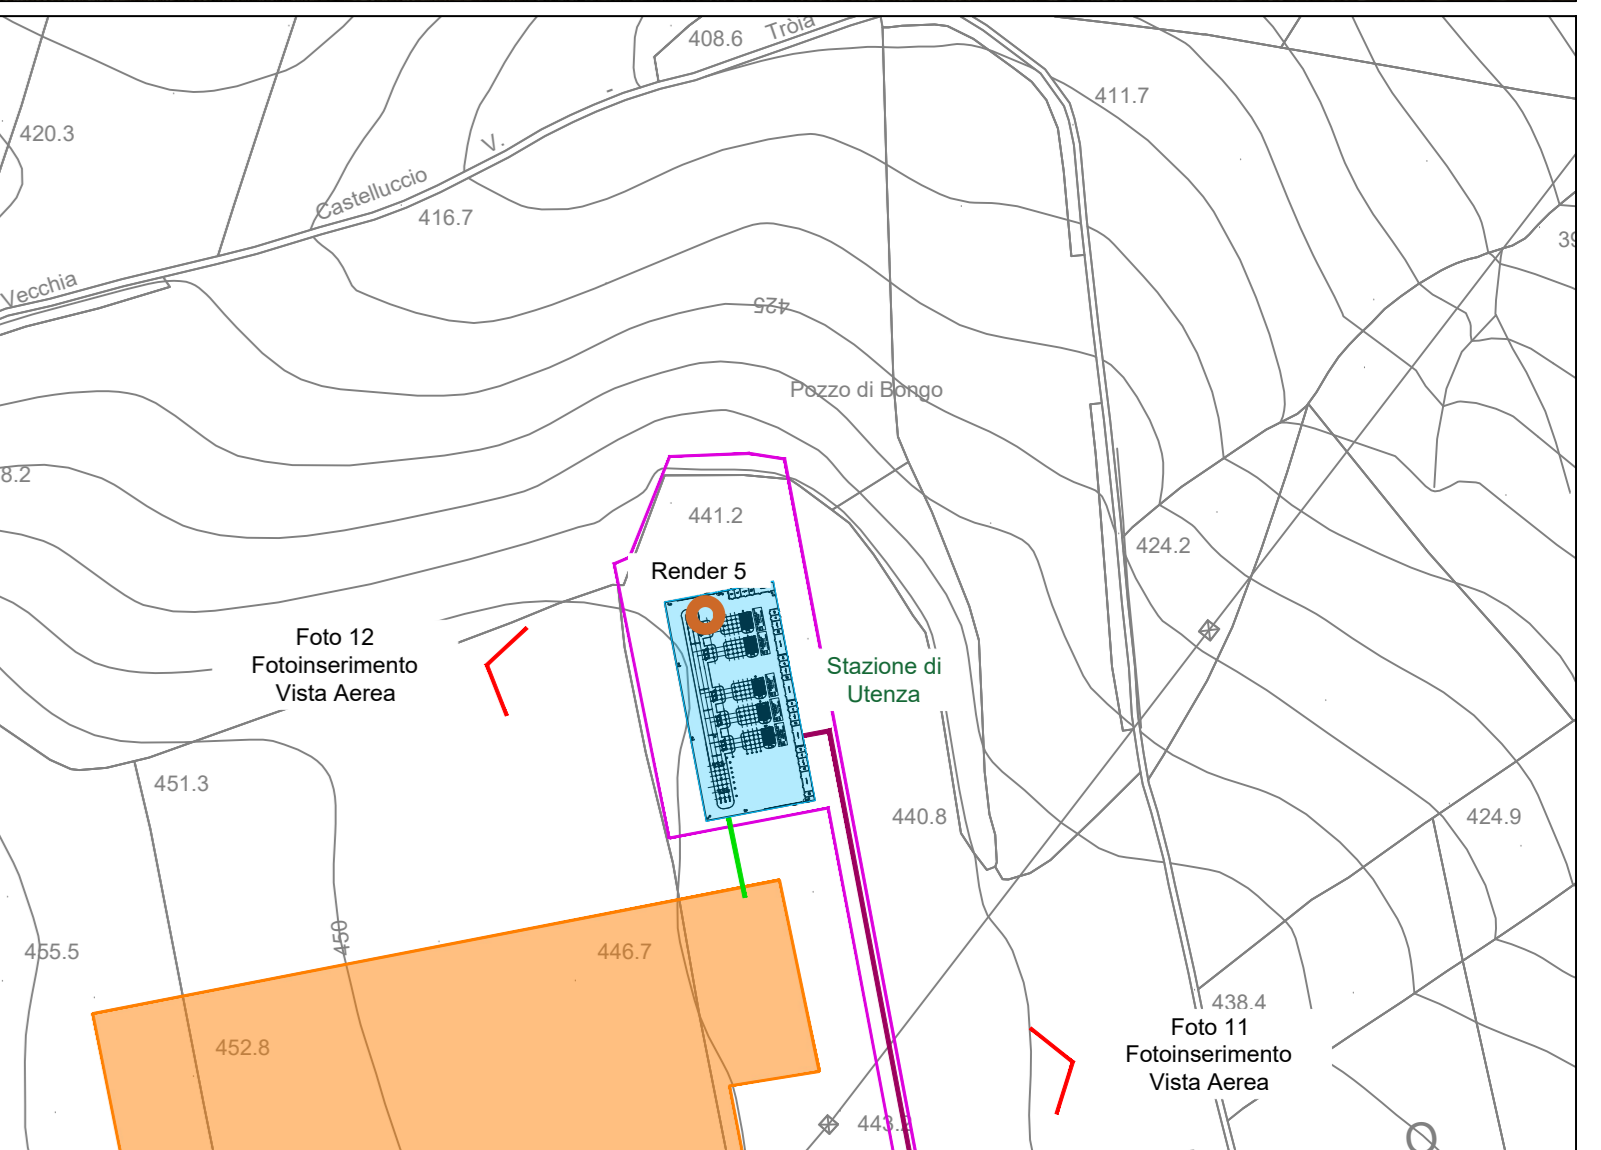 408.6
Tròia
-
V.
Castelluccio
Vecchia
411.7
420.3
416.7
39
425
Pozzo di Bongo
8.2
441.2
424.2
Render 5
Foto 12
Fotoinserimento
Vista Aerea
Stazione di
Utenza
451.3
440.8
424.9
450
455.5
446.7
438.4
452.8
Foto 11
Fotoinserimento
Vista Aerea
443.
Q